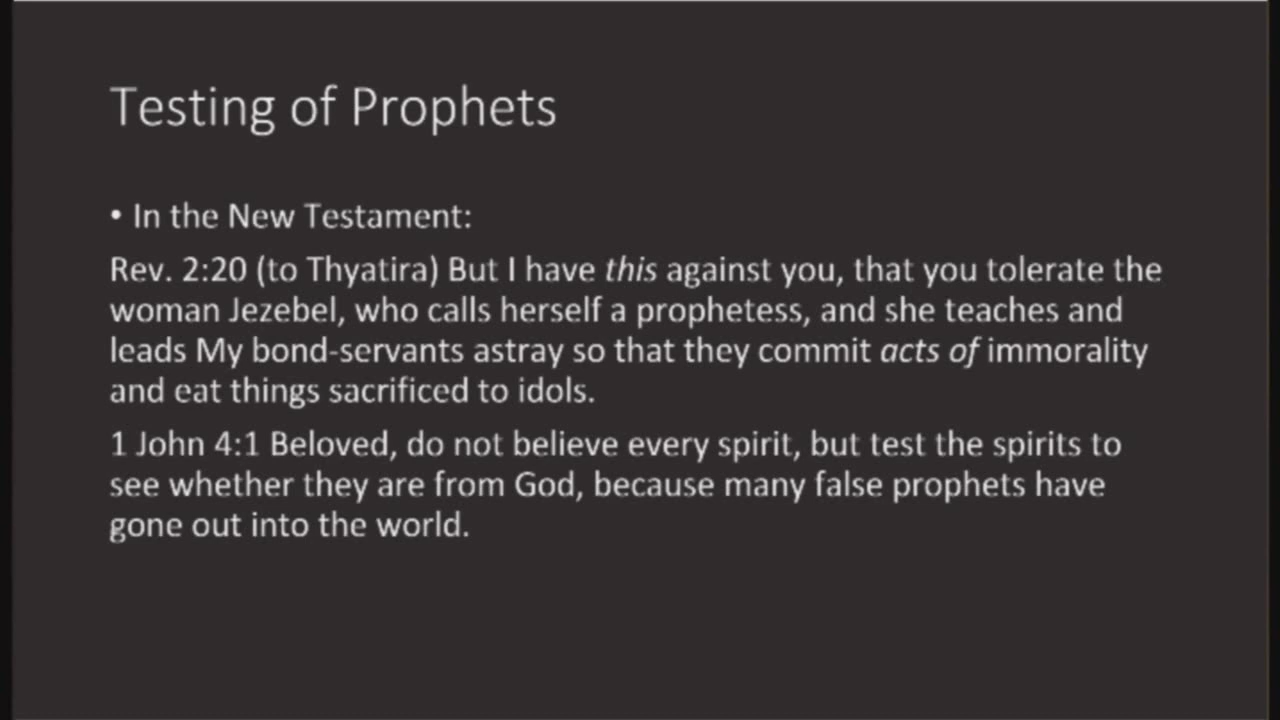 Testing of Prophets
• In the New Testament:
Rev. 2:20 (to Thyatira) But I have this against you, that you tolerate the
woman Jezebel, who calls herself a prophetess, and she teaches and
leads My bond-servants astray so that they commit acts of immorality
and eat things sacrificed to idols.
1 John 4:1 Beloved, do not believe every spirit, but test the spirits to
see whether they are from God, because many false prophets have
gone out into the world.